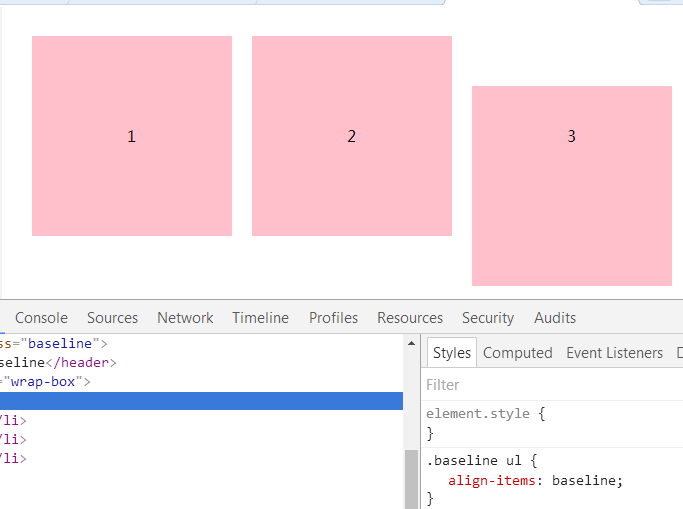 1 2 3
Console Sources Network Timeline Profiles Resources Security Audits
ss="baseline">
seline</header>
="wrap-box">
/li>
/li>
/li>
Styles Computed Event Listeners
Filter
element.style {
}
.baseline ul {
align-items: baseline;
}